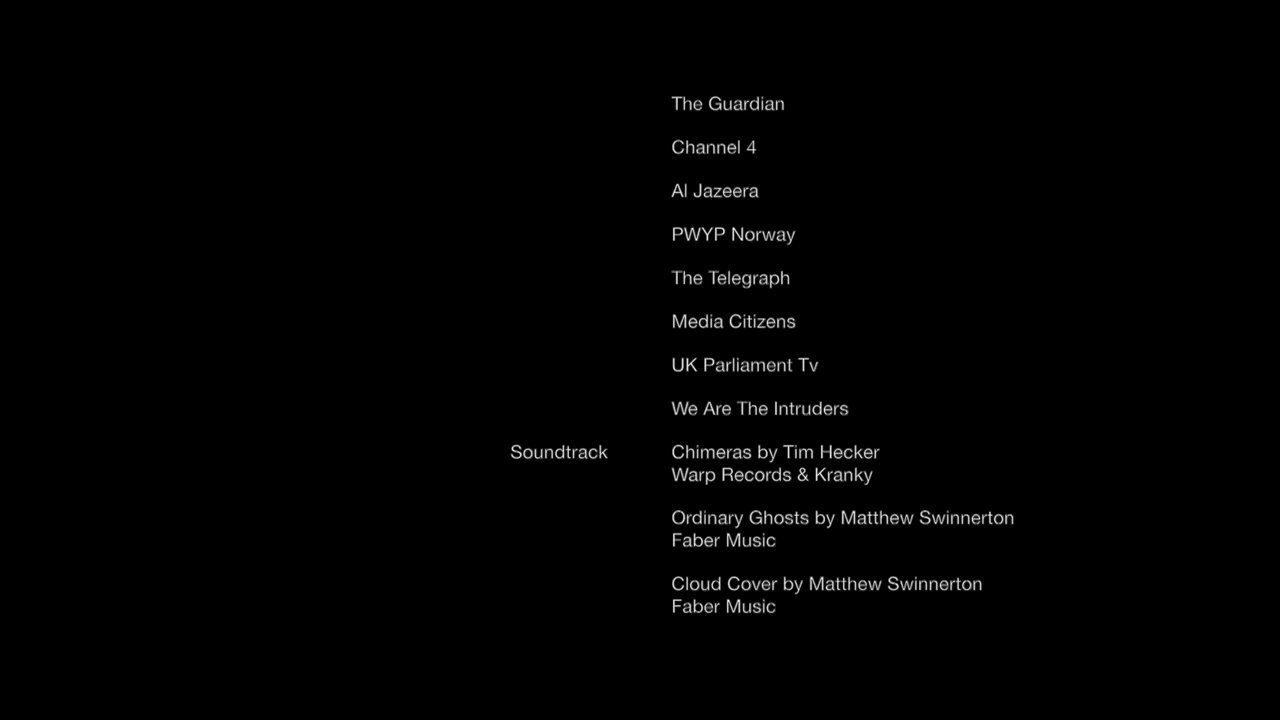 The Guardian
Channel 4
Al Jazeera
PWYP Norway
The Telegraph
Media Citizens
UK Parliament Tv
We Are The Intruders
Soundtrack Chimeras by Tim Hecker
Warp Records & Kranky
Ordinary Ghosts by Matthew Swinnerton
Faber Music
Cloud Cover by Matthew Swinnerton
Faber Music